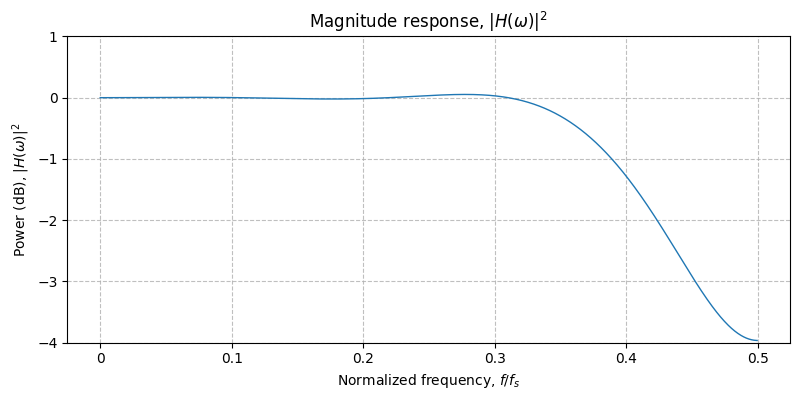 Magnitude response, |H(ω)|²
1
0
−1
−2
−3
−4
Power (dB), |H(ω)|²
0 0.1 0.2 0.3 0.4 0.5
Normalized frequency, f/fₛ